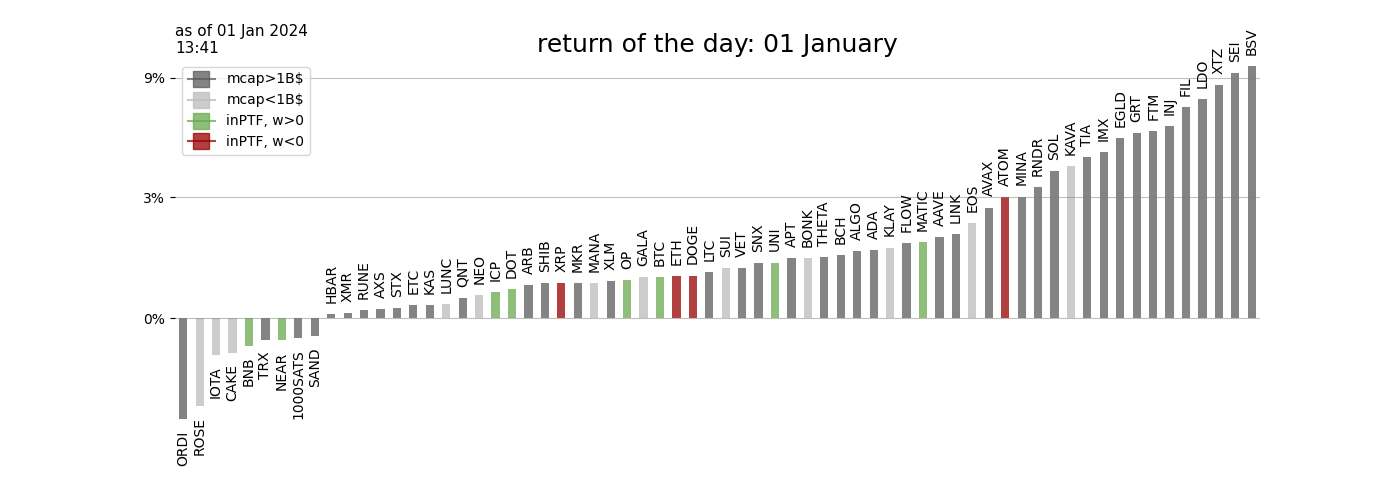 as of 01 Jan 2024
13:41
return of the day: 01 January
mcap>1B$
mcap<1B$
inPTF, w>0
inPTF, w<0
9%
3%
0%
ORDI
ROSE
IOTA
CAKE
BNB
TRX
NEAR
1000SATS
SAND
HBAR
XMR
RUNE
AXS
STX
ETC
KAS
LUNC
QNT
NEO
ICP
DOT
ARB
SHIB
XRP
MKR
MANA
XLM
OP
GALA
BTC
ETH
DOGE
LTC
SUI
VET
SNX
UNI
APT
BONK
THETA
BCH
ALGO
ADA
KLAY
FLOW
MATIC
AAVE
LINK
EOS
AVAX
ATOM
MINA
RNDR
SOL
KAVA
TIA
IMX
EGLD
GRT
FTM
INJ
FIL
LDO
XTZ
SEI
BSV